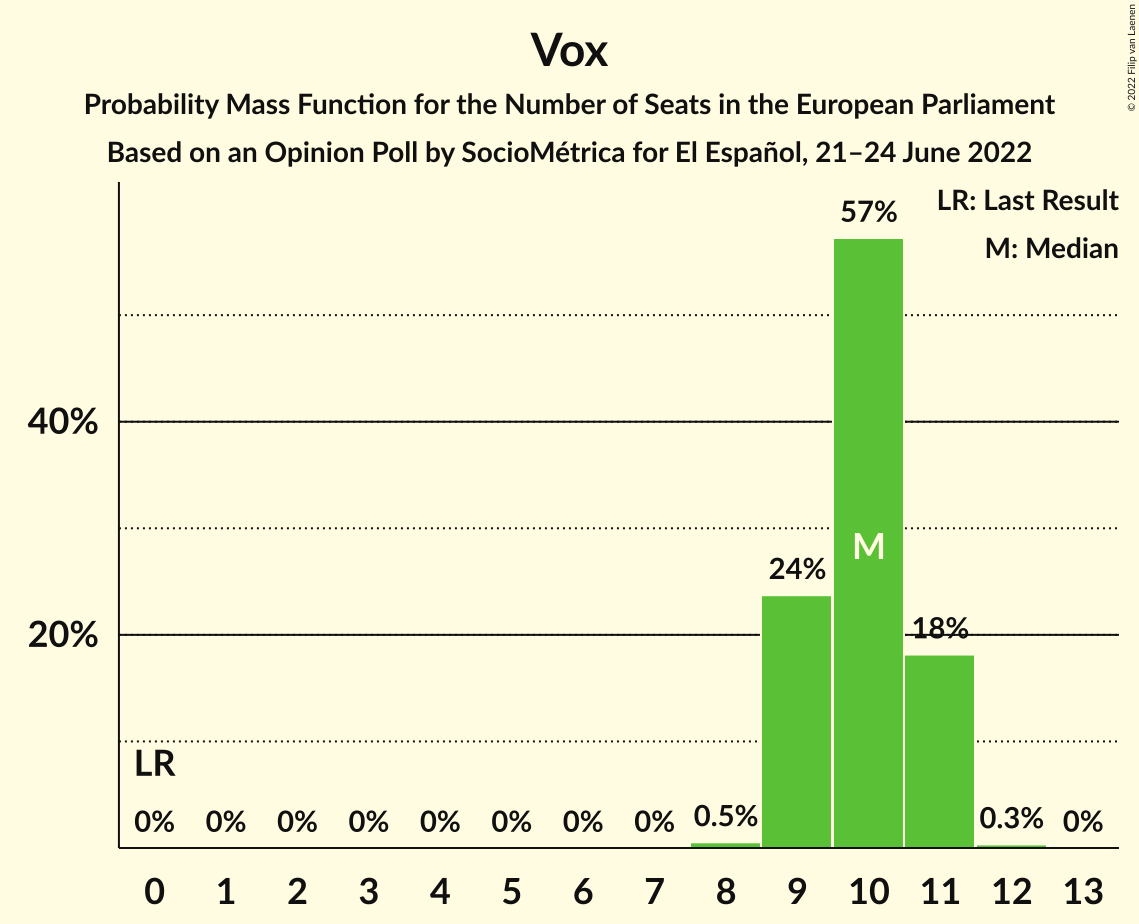 Vox
Probability Mass Function for the Number of Seats in the European Parliament
Based on an Opinion Poll by SocioMétrica for El Español, 21–24 June 2022
© 2022 Filip van Laenen
LR: Last Result
M: Median
57%
40%
M
24%
20%
18%
LR
0% 0% 0% 0% 0% 0% 0% 0% 0.5% 0.3% 0%
0 1 2 3 4 5 6 7 8 9 10 11 12 13